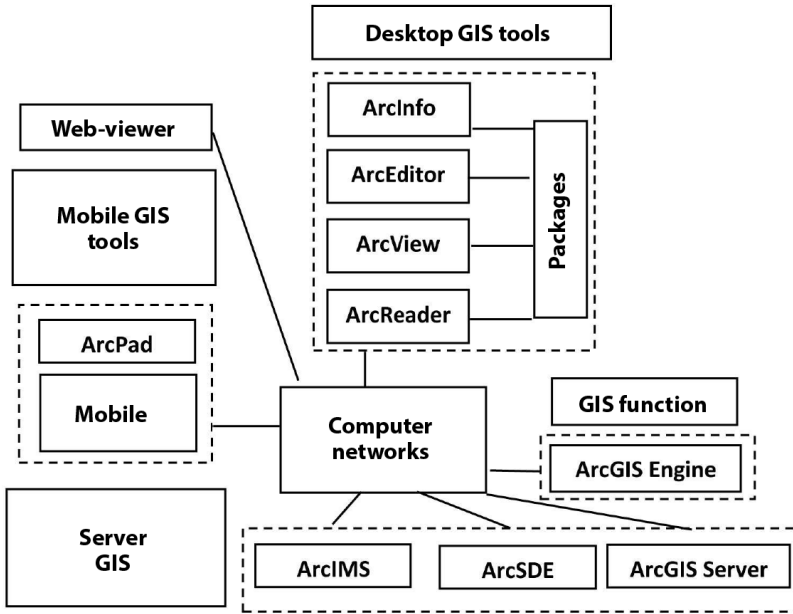 Desktop GIS tools
ArcInfo
ArcEditor
ArcView
ArcReader
Packages
Web-viewer
Mobile GIS
tools
ArcPad
Mobile
Computer
networks
GIS function
ArcGIS Engine
Server
GIS
ArcIMS
ArcSDE
ArcGIS Server